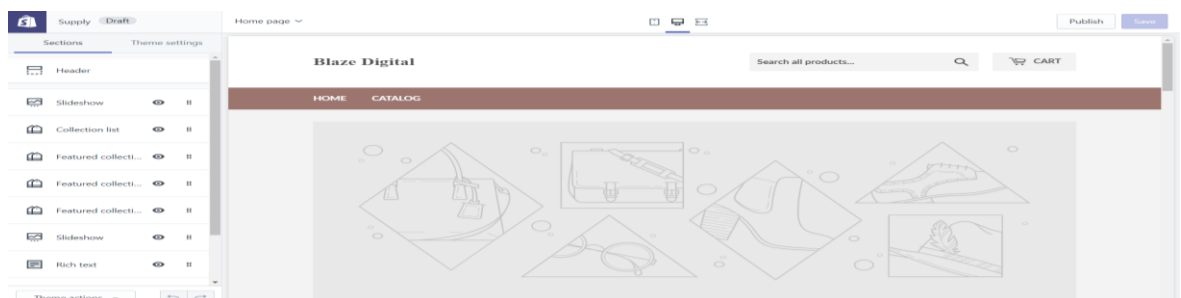 Supply Draft Home page Publish Save
Sections Theme settings
Header
Slideshow
Collection list
Featured collecti...
Featured collecti...
Featured collecti...
Slideshow
Rich text
Theme actions
Blaze Digital Search all products... CART
HOME CATALOG